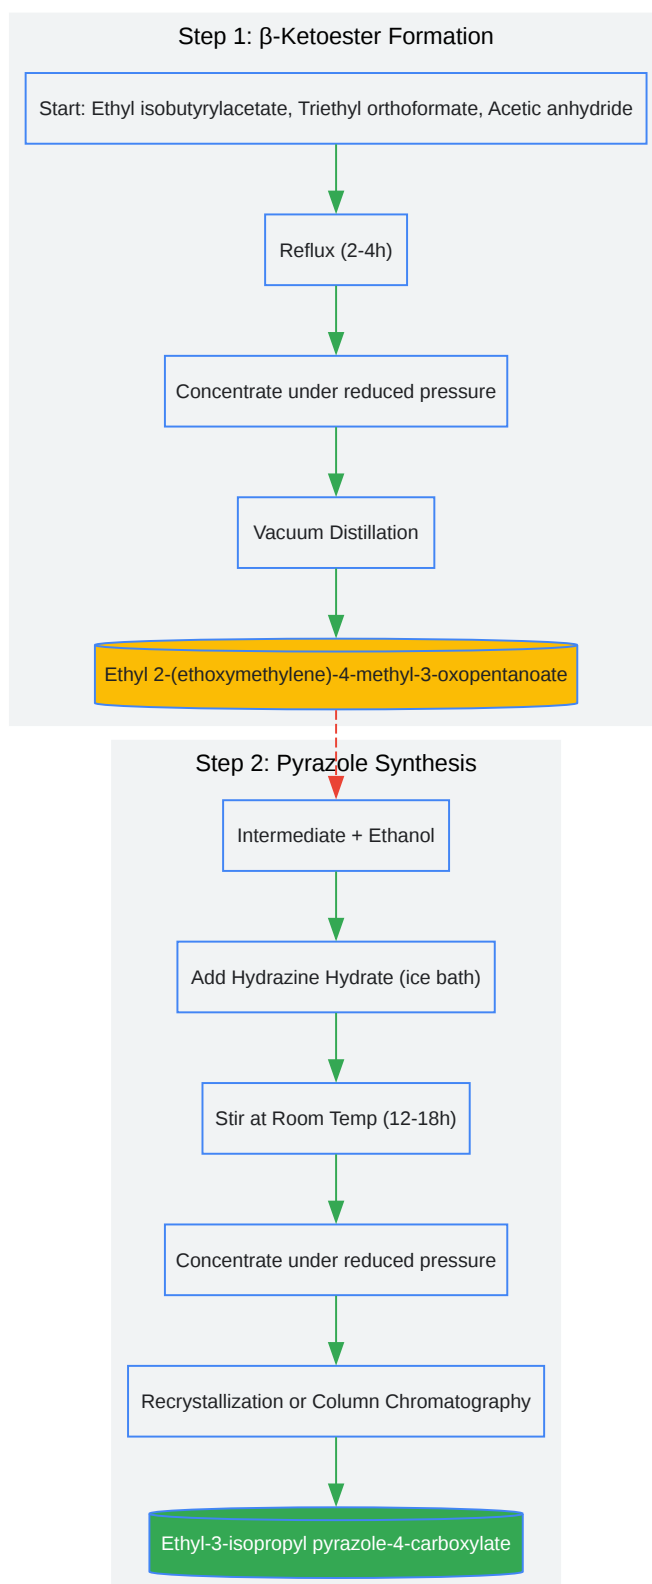 Step 1: β-Ketoester Formation
Start: Ethyl isobutyrylacetate, Triethyl orthoformate, Acetic anhydride
Reflux (2-4h)
Concentrate under reduced pressure
Vacuum Distillation
Ethyl 2-(ethoxymethylene)-4-methyl-3-oxopentanoate
Step 2: Pyrazole Synthesis
Intermediate + Ethanol
Add Hydrazine Hydrate (ice bath)
Stir at Room Temp (12-18h)
Concentrate under reduced pressure
Recrystallization or Column Chromatography
Ethyl-3-isopropyl pyrazole-4-carboxylate